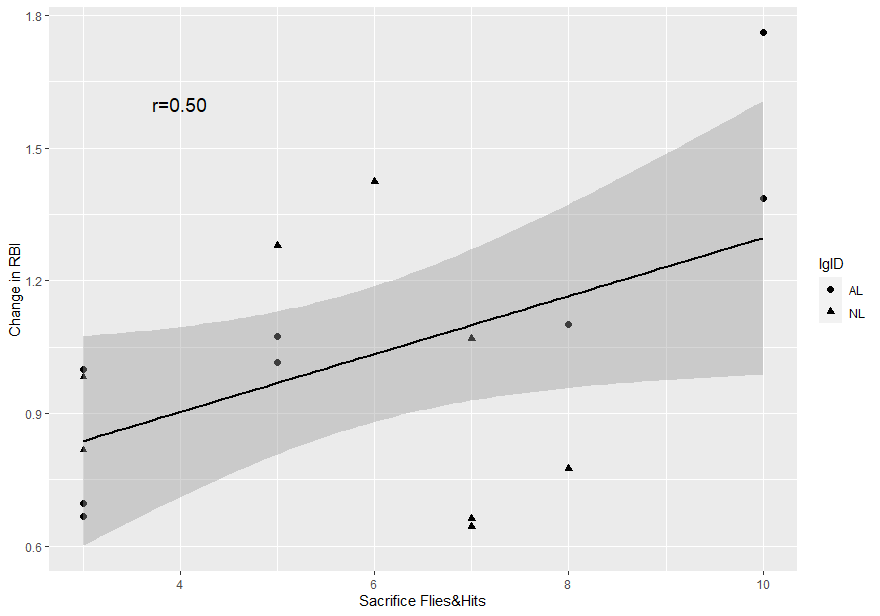 1.8
r=0.50
1.5
1.2
0.9
0.6
Change in RBI
4 6 8 10
Sacrifice Flies&Hits
lgID
AL
NL